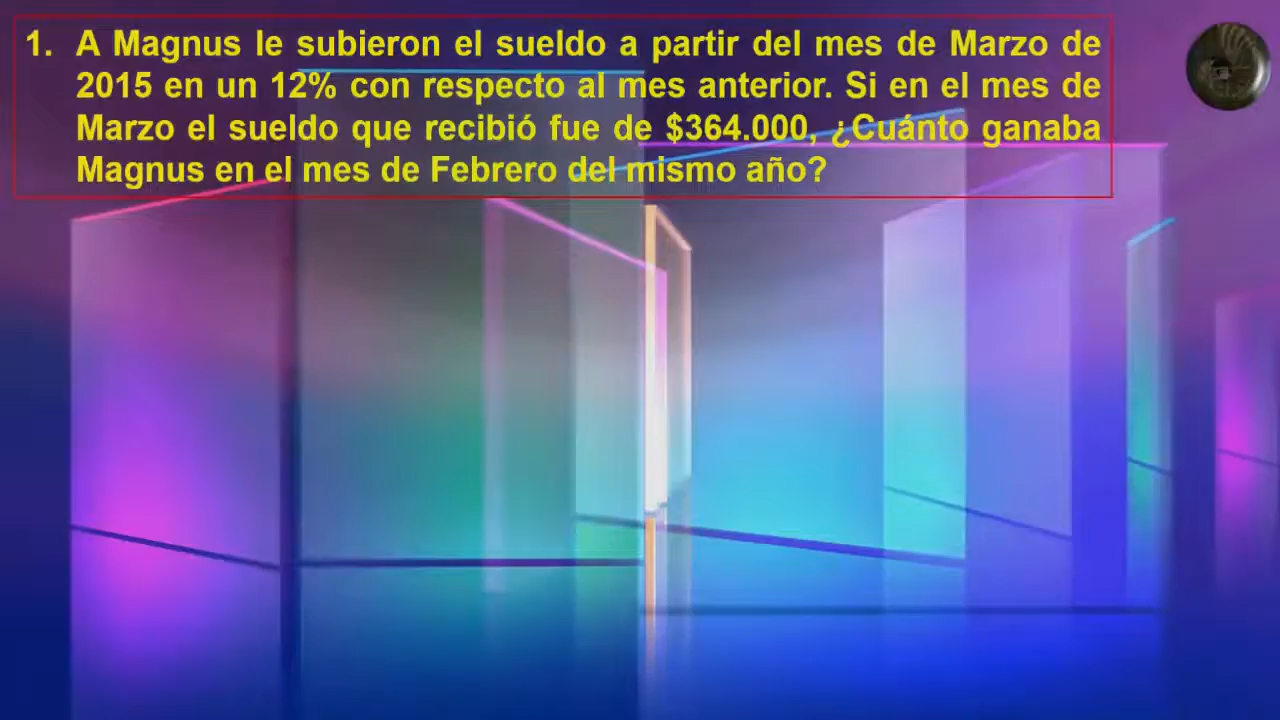 1. A Magnus le subieron el sueldo a partir del mes de Marzo de
2015 en un 12% con respecto al mes anterior. Si en el mes de
Marzo el sueldo que recibió fue de $364.000, ¿Cuánto ganaba
Magnus en el mes de Febrero del mismo año?